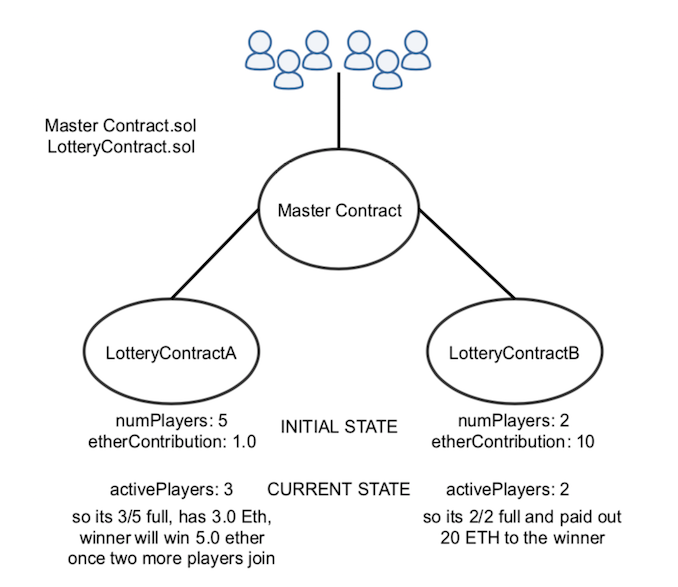 Master Contract.sol
LotteryContract.sol
Master Contract
LotteryContractA
LotteryContractB
numPlayers: 5
etherContribution: 1.0
INITIAL STATE
numPlayers: 2
etherContribution: 10
activePlayers: 3
CURRENT STATE
activePlayers: 2
so its 3/5 full, has 3.0 Eth,
winner will win 5.0 ether
once two more players join
so its 2/2 full and paid out
20 ETH to the winner